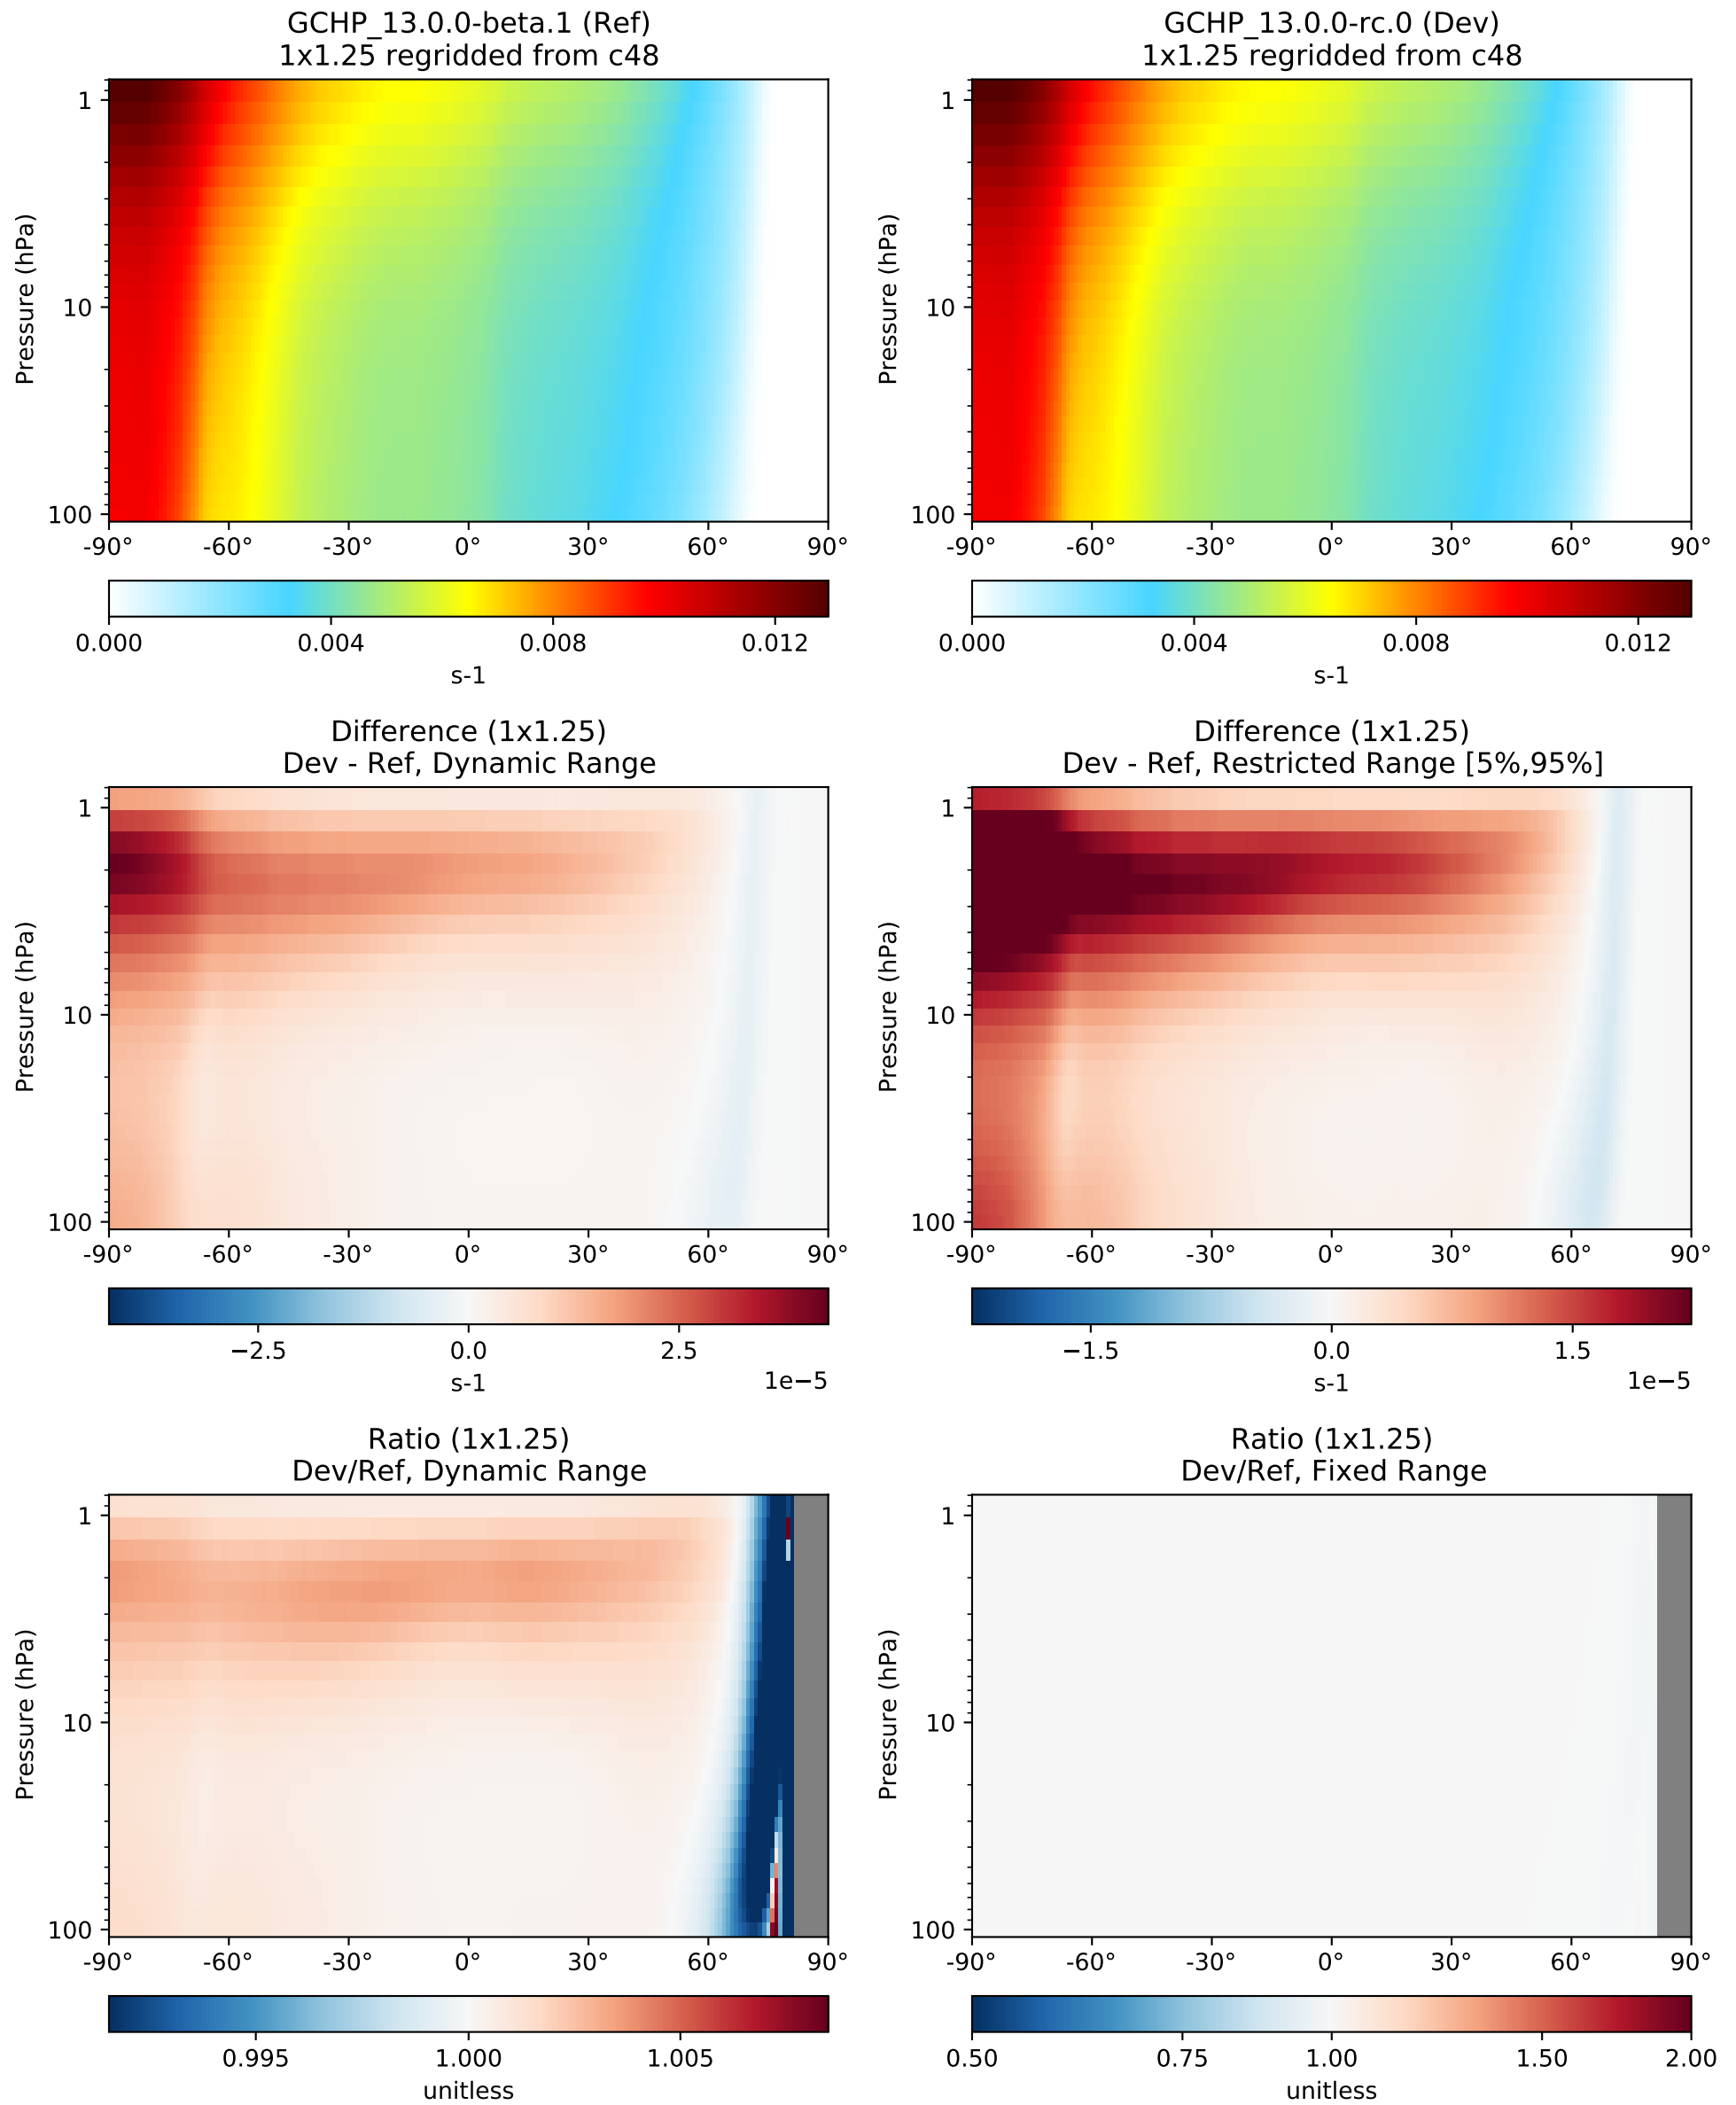 GCHP_13.0.0-beta.1 (Ref)
1x1.25 regridded from c48
Pressure (hPa)
1
10
100
-90° -60° -30° 0° 30° 60° 90°
0.000 0.004 0.008 0.012
s-1
GCHP_13.0.0-rc.0 (Dev)
1x1.25 regridded from c48
Pressure (hPa)
1
10
100
-90° -60° -30° 0° 30° 60° 90°
0.000 0.004 0.008 0.012
s-1
Difference (1x1.25)
Dev - Ref, Dynamic Range
Pressure (hPa)
1
10
100
-90° -60° -30° 0° 30° 60° 90°
−2.5 0.0 2.5
s-1 1e−5
Difference (1x1.25)
Dev - Ref, Restricted Range [5%,95%]
Pressure (hPa)
1
10
100
-90° -60° -30° 0° 30° 60° 90°
−1.5 0.0 1.5
s-1 1e−5
Ratio (1x1.25)
Dev/Ref, Dynamic Range
Pressure (hPa)
1
10
100
-90° -60° -30° 0° 30° 60° 90°
0.995 1.000 1.005
unitless
Ratio (1x1.25)
Dev/Ref, Fixed Range
Pressure (hPa)
1
10
100
-90° -60° -30° 0° 30° 60° 90°
0.50 0.75 1.00 1.50 2.00
unitless